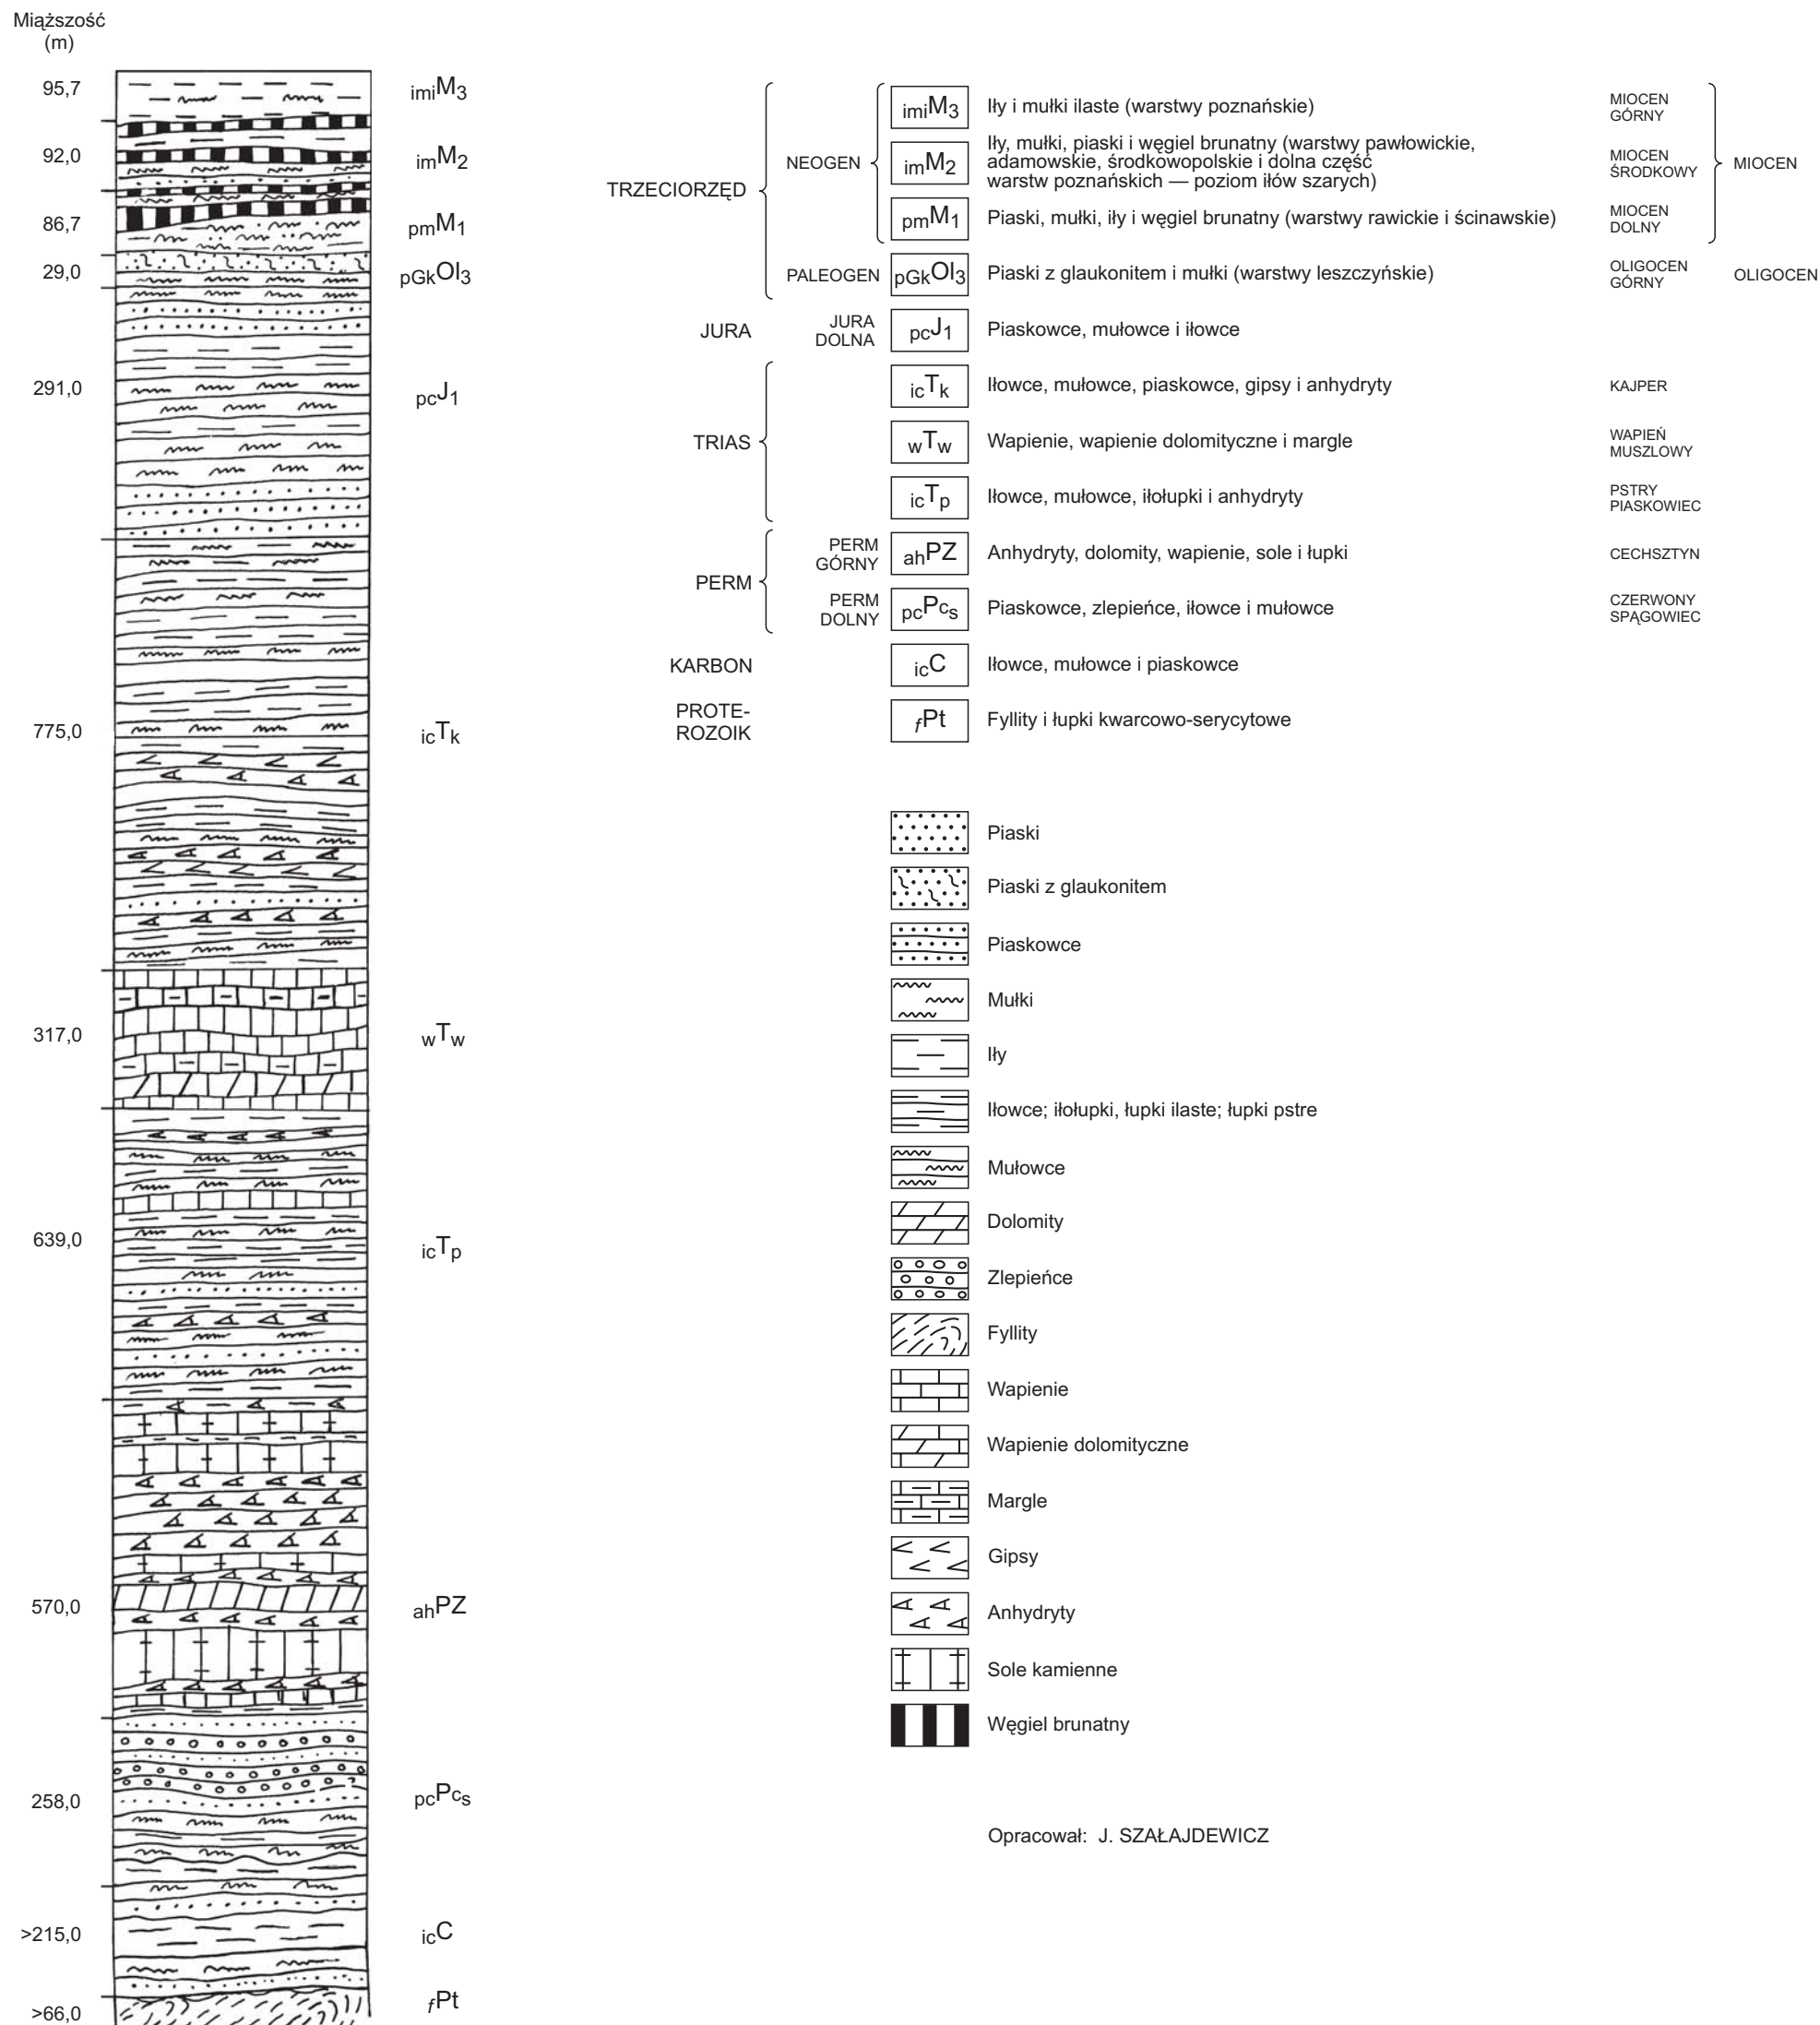 Miąższość
(m)
95,7
imiM3
92,0
imM2
86,7
pmM1
29,0
pGkOl3
291,0
pcJ1
775,0
icTk
317,0
wTw
639,0
icTp
570,0
ahPZ
258,0
pcPcs
>215,0
icC
>66,0
fPt
TRZECIORZĘD
NEOGEN
imiM3
Iły i mułki ilaste (warstwy poznańskie)
MIOCEN
GÓRNY
imM2
Iły, mułki, piaski i węgiel brunatny (warstwy pawłowickie,
adamowskie, środkowopolskie i dolna część
warstw poznańskich — poziom iłów szarych)
MIOCEN
ŚRODKOWY
MIOCEN
pmM1
Piaski, mułki, iły i węgiel brunatny (warstwy rawickie i ścinawskie)
MIOCEN
DOLNY
PALEOGEN
pGkOl3
Piaski z glaukonitem i mułki (warstwy leszczyńskie)
OLIGOCEN
GÓRNY
OLIGOCEN
JURA
JURA
DOLNA
pcJ1
Piaskowce, mułowce i iłowce
TRIAS
icTk
Iłowce, mułowce, piaskowce, gipsy i anhydryty
KAJPER
wTw
Wapienie, wapienie dolomityczne i margle
WAPIEŃ
MUSZLOWY
icTp
Iłowce, mułowce, iłołupki i anhydryty
PSTRY
PIASKOWIEC
PERM
PERM
GÓRNY
ahPZ
Anhydryty, dolomity, wapienie, sole i łupki
CECHSZTYN
PERM
DOLNY
pcPcs
Piaskowce, zlepieńce, iłowce i mułowce
CZERWONY
SPĄGOWIEC
KARBON
icC
Iłowce, mułowce i piaskowce
PROTE-
ROZOIK
fPt
Fyllity i łupki kwarcowo-serycytowe
Piaski
Piaski z glaukonitem
Piaskowce
Mułki
Iły
Iłowce; iłołupki, łupki ilaste; łupki pstre
Mułowce
Dolomity
Zlepieńce
Fyllity
Wapienie
Wapienie dolomityczne
Margle
Gipsy
Anhydryty
Sole kamienne
Węgiel brunatny
Opracował: J. SZAŁAJDEWICZ